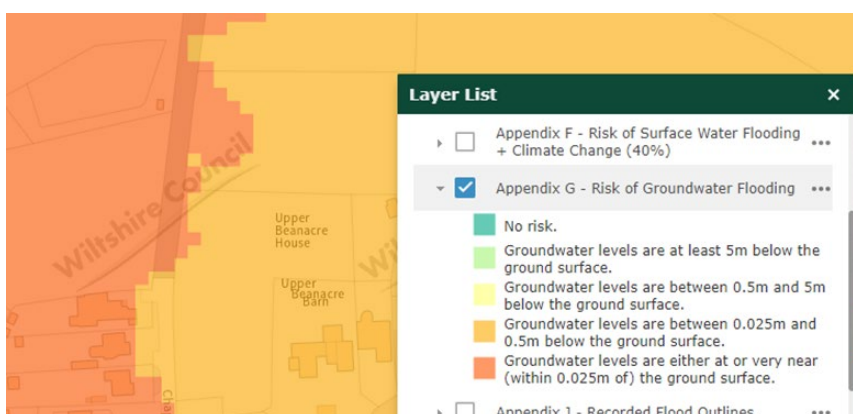 Layer List
Appendix F - Risk of Surface Water Flooding
+ Climate Change (40%)
Appendix G - Risk of Groundwater Flooding
No risk.
Groundwater levels are at least 5m below the
ground surface.
Groundwater levels are between 0.5m and 5m
below the ground surface.
Groundwater levels are between 0.025m and
0.5m below the ground surface.
Groundwater levels are either at or very near
(within 0.025m of) the ground surface.
Appendix J - Recorded Flood Outlines
Wiltshire Council
Upper
Beanacre
House
Upper
Beanacre
Barn
Wi
Cha